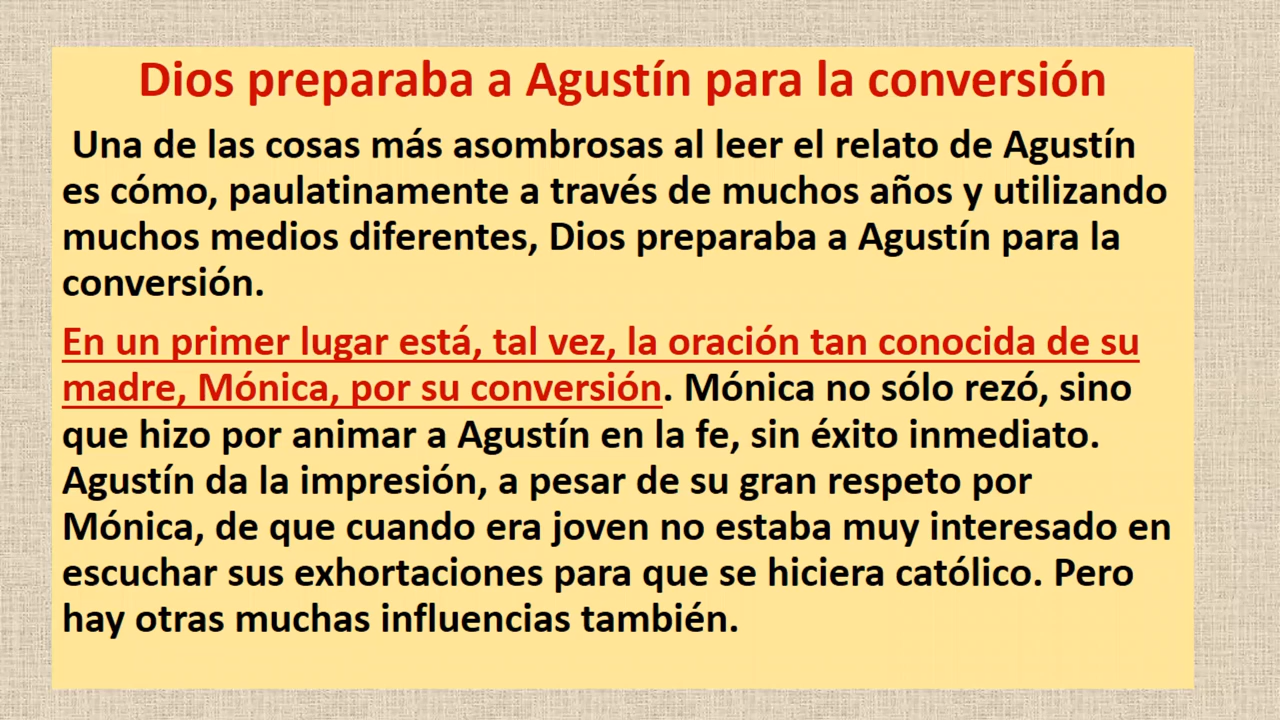 Dios preparaba a Agustín para la conversión
Una de las cosas más asombrosas al leer el relato de Agustín
es cómo, paulatinamente a través de muchos años y utilizando
muchos medios diferentes, Dios preparaba a Agustín para la
conversión.
En un primer lugar está, tal vez, la oración tan conocida de su
madre, Mónica, por su conversión. Mónica no sólo rezó, sino
que hizo por animar a Agustín en la fe, sin éxito inmediato.
Agustín da la impresión, a pesar de su gran respeto por
Mónica, de que cuando era joven no estaba muy interesado en
escuchar sus exhortaciones para que se hiciera católico. Pero
hay otras muchas influencias también.